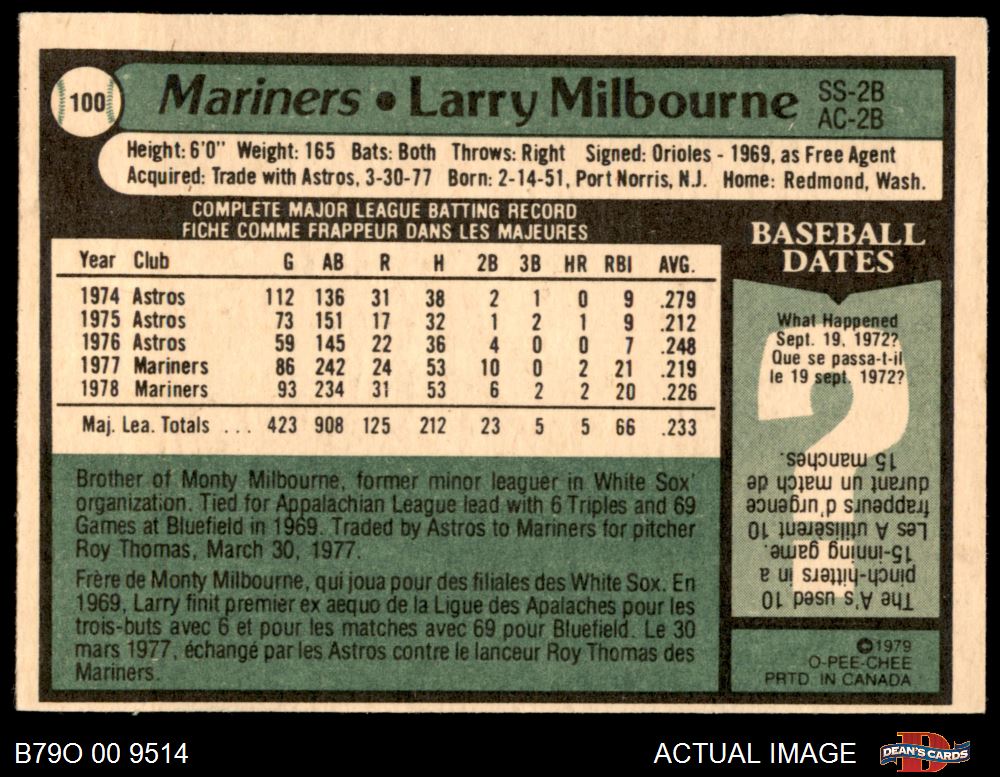 100
Mariners • Larry Milbourne
SS-2B
AC-2B
Height: 6'0" Weight: 165 Bats: Both Throws: Right Signed: Orioles - 1969, as Free Agent
Acquired: Trade with Astros, 3-30-77 Born: 2-14-51, Port Norris, N.J. Home: Redmond, Wash.
COMPLETE MAJOR LEAGUE BATTING RECORD
FICHE COMME FRAPPEUR DANS LES MAJEURES
Year Club G AB R H 2B 3B HR RBI AVG.
1974 Astros 112 136 31 38 2 1 0 9 .279
1975 Astros 73 151 17 32 1 2 1 9 .212
1976 Astros 59 145 22 36 4 0 0 7 .248
1977 Mariners 86 242 24 53 10 0 2 21 .219
1978 Mariners 93 234 31 53 6 2 2 20 .226
Maj. Lea. Totals ... 423 908 125 212 23 5 5 66 .233
Brother of Monty Milbourne, former minor leaguer in White Sox'
organization. Tied for Appalachian League lead with 6 Triples and 69
Games at Bluefield in 1969. Traded by Astros to Mariners for pitcher
Roy Thomas, March 30, 1977.
Frère de Monty Milbourne, qui joua pour des filiales des White Sox. En
1969, Larry finit premier ex aequo de la Ligue des Apalaches pour les
trois-buts avec 6 et pour les matches avec 69 pour Bluefield. Le 30
mars 1977, échangé par les Astros contre le lanceur Roy Thomas des
Mariners.
BASEBALL
DATES
What Happened
Sept. 19, 1972?
Que se passa-t-il
le 19 sept. 1972?
The A's used 10
pinch-hitters in a
15-inning game.
Les A utilisèrent 10
frappeurs d'urgence
durant un match de
15 manches.
©1979
O-PEE-CHEE
PRTD. IN CANADA
B79O 00 9514
ACTUAL IMAGE
DEAN'S CARDS